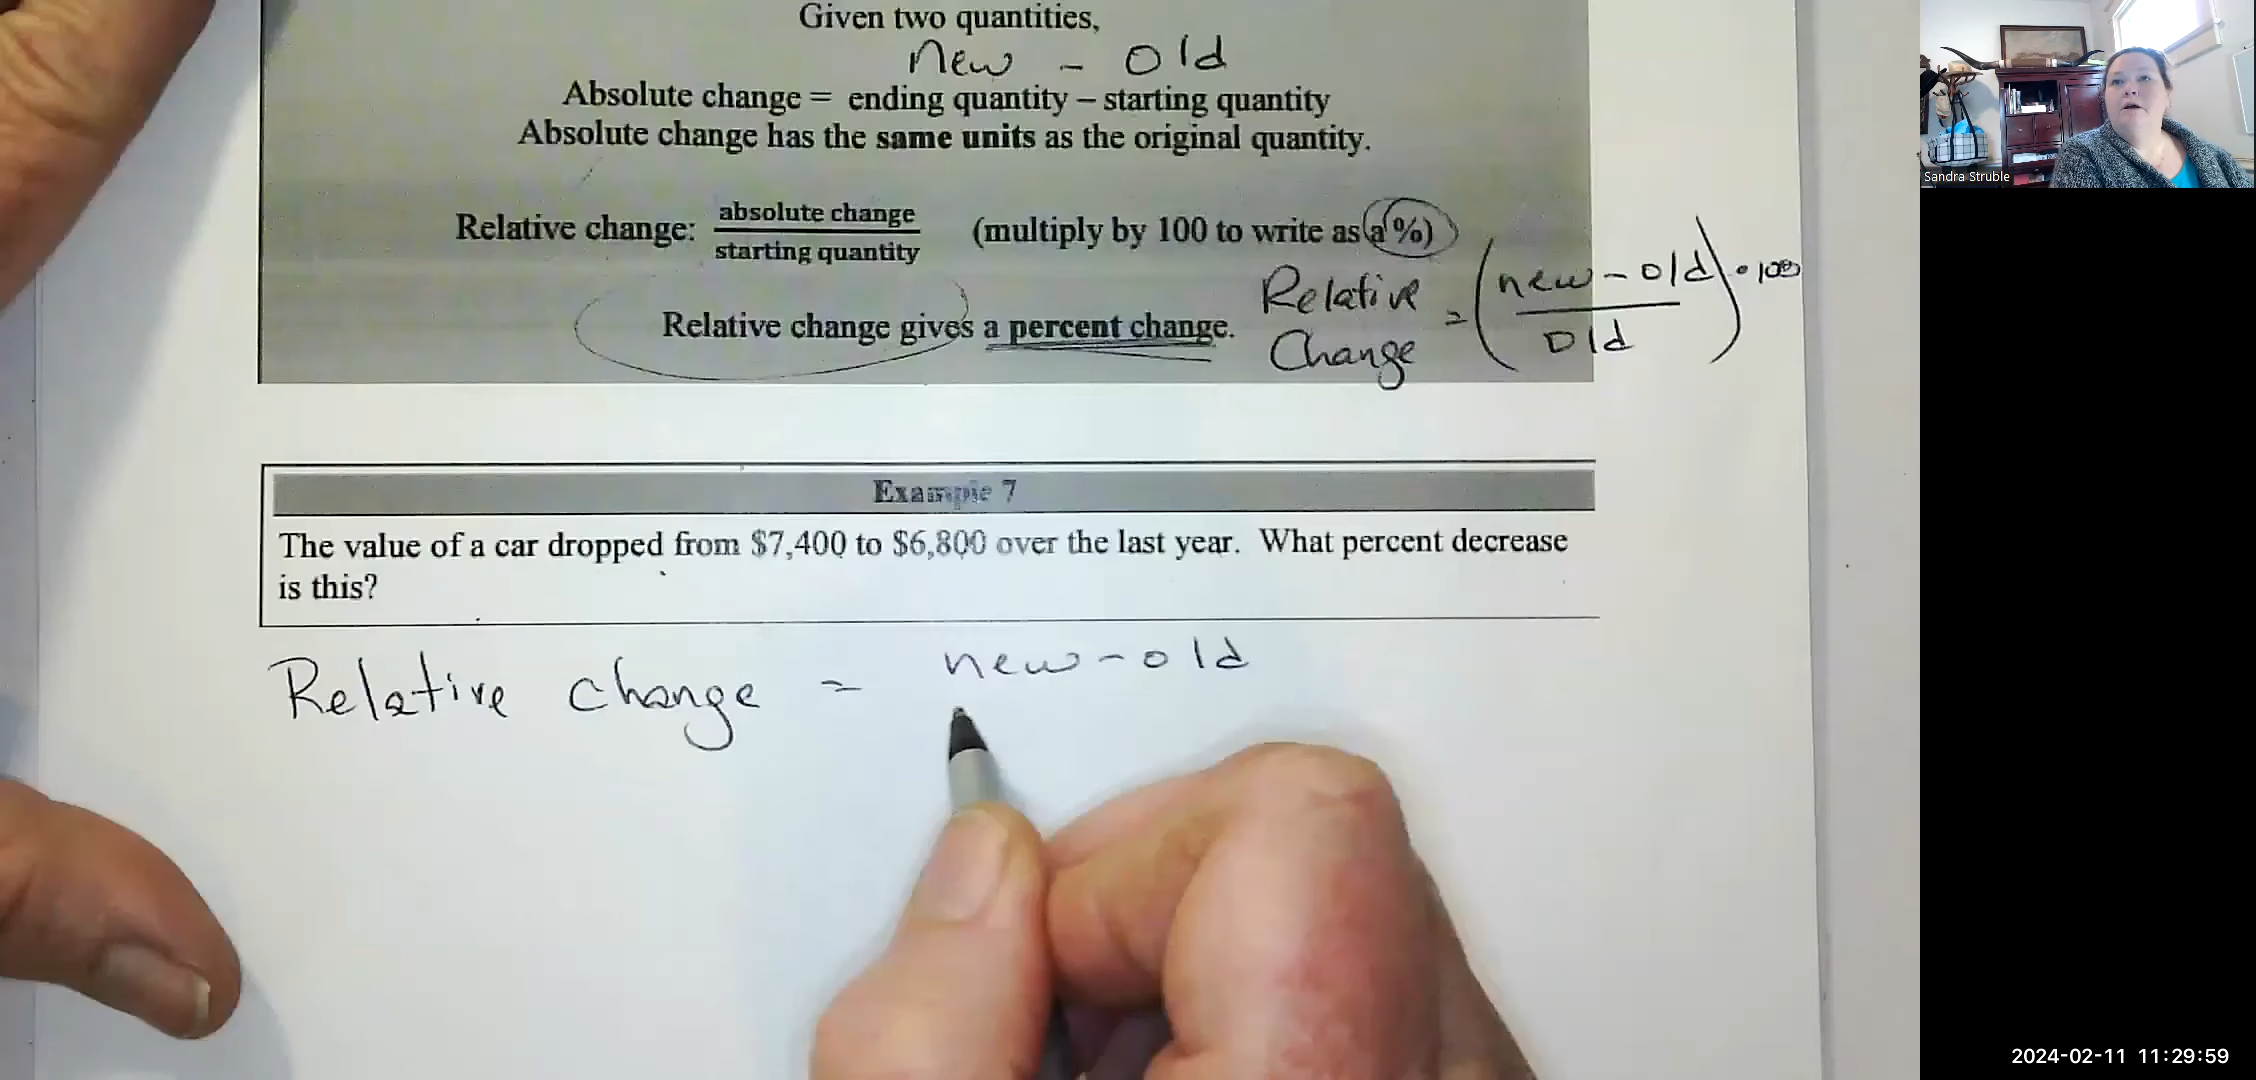 Given two quantities,
new - old
Absolute change = ending quantity – starting quantity
Absolute change has the same units as the original quantity.
Relative change: absolute change / starting quantity (multiply by 100 to write as a %)
Relative Change = (new - old / old) • 100
Relative change gives a percent change.
Example 7
The value of a car dropped from $7,400 to $6,800 over the last year. What percent decrease
is this?
Relative change = new - old
Sandra Struble
2024-02-11 11:29:59